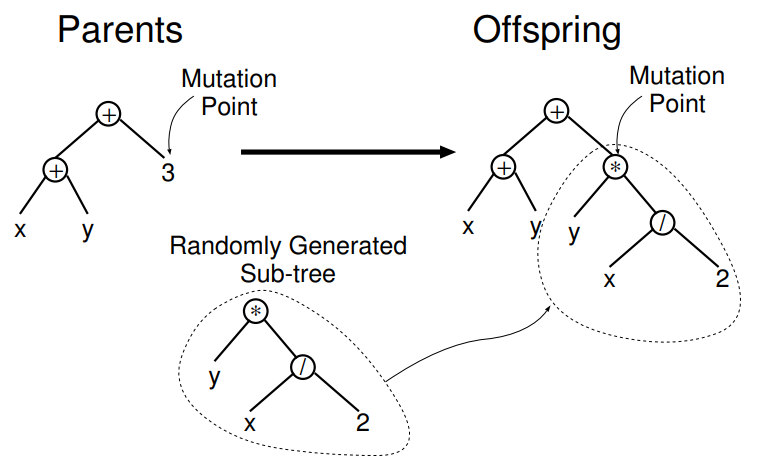 Parents
Mutation
Point
+
+
3
x
y
Randomly Generated
Sub-tree
*
y
/
x
2
Offspring
Mutation
Point
+
+
*
x
y
y
/
x
2